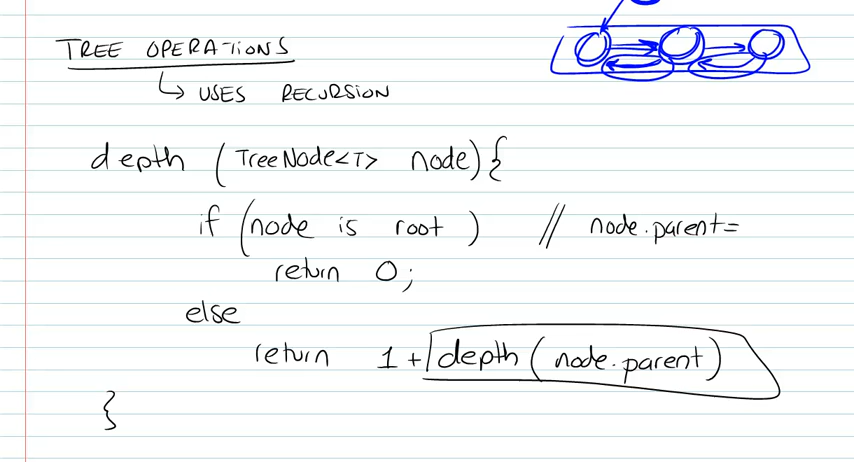 TREE OPERATIONS
↳ USES RECURSION
depth (TreeNode<T> node){
if (node is root ) // node.parent=
return 0;
else
return 1 + depth(node.parent)
}